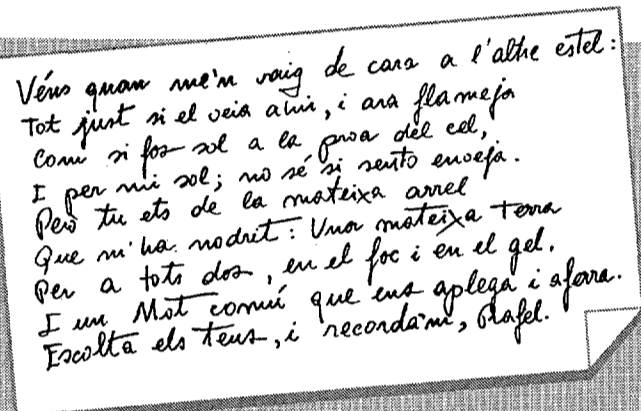 Véns quan me'n vaig de cara a l'altre estel:
Tot just si el veia ahir, i ara flameja
Com si fos sol a la proa del cel,
I per mi sol; no sé si sento enveja.
Però tu ets de la mateixa arrel
Que m'ha nodrit: Una mateixa terra
Per a tots dos, en el foc i en el gel.
I un Mot comú que ens aplega i aferra.
Escolta els teus, i recorda'm, Rafel.